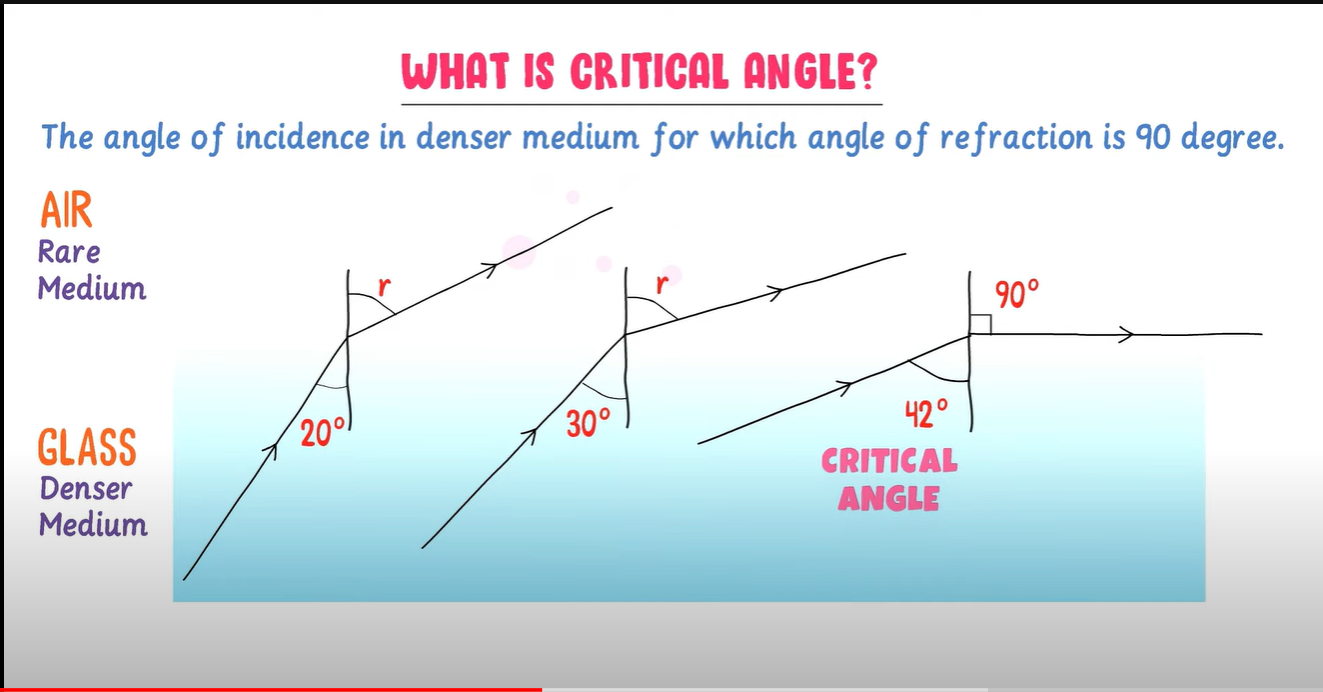 WHAT IS CRITICAL ANGLE?
The angle of incidence in denser medium for which angle of refraction is 90 degree.
AIR
Rare
Medium
r
r
90°
GLASS
Denser
Medium
20°
30°
42°
CRITICAL
ANGLE